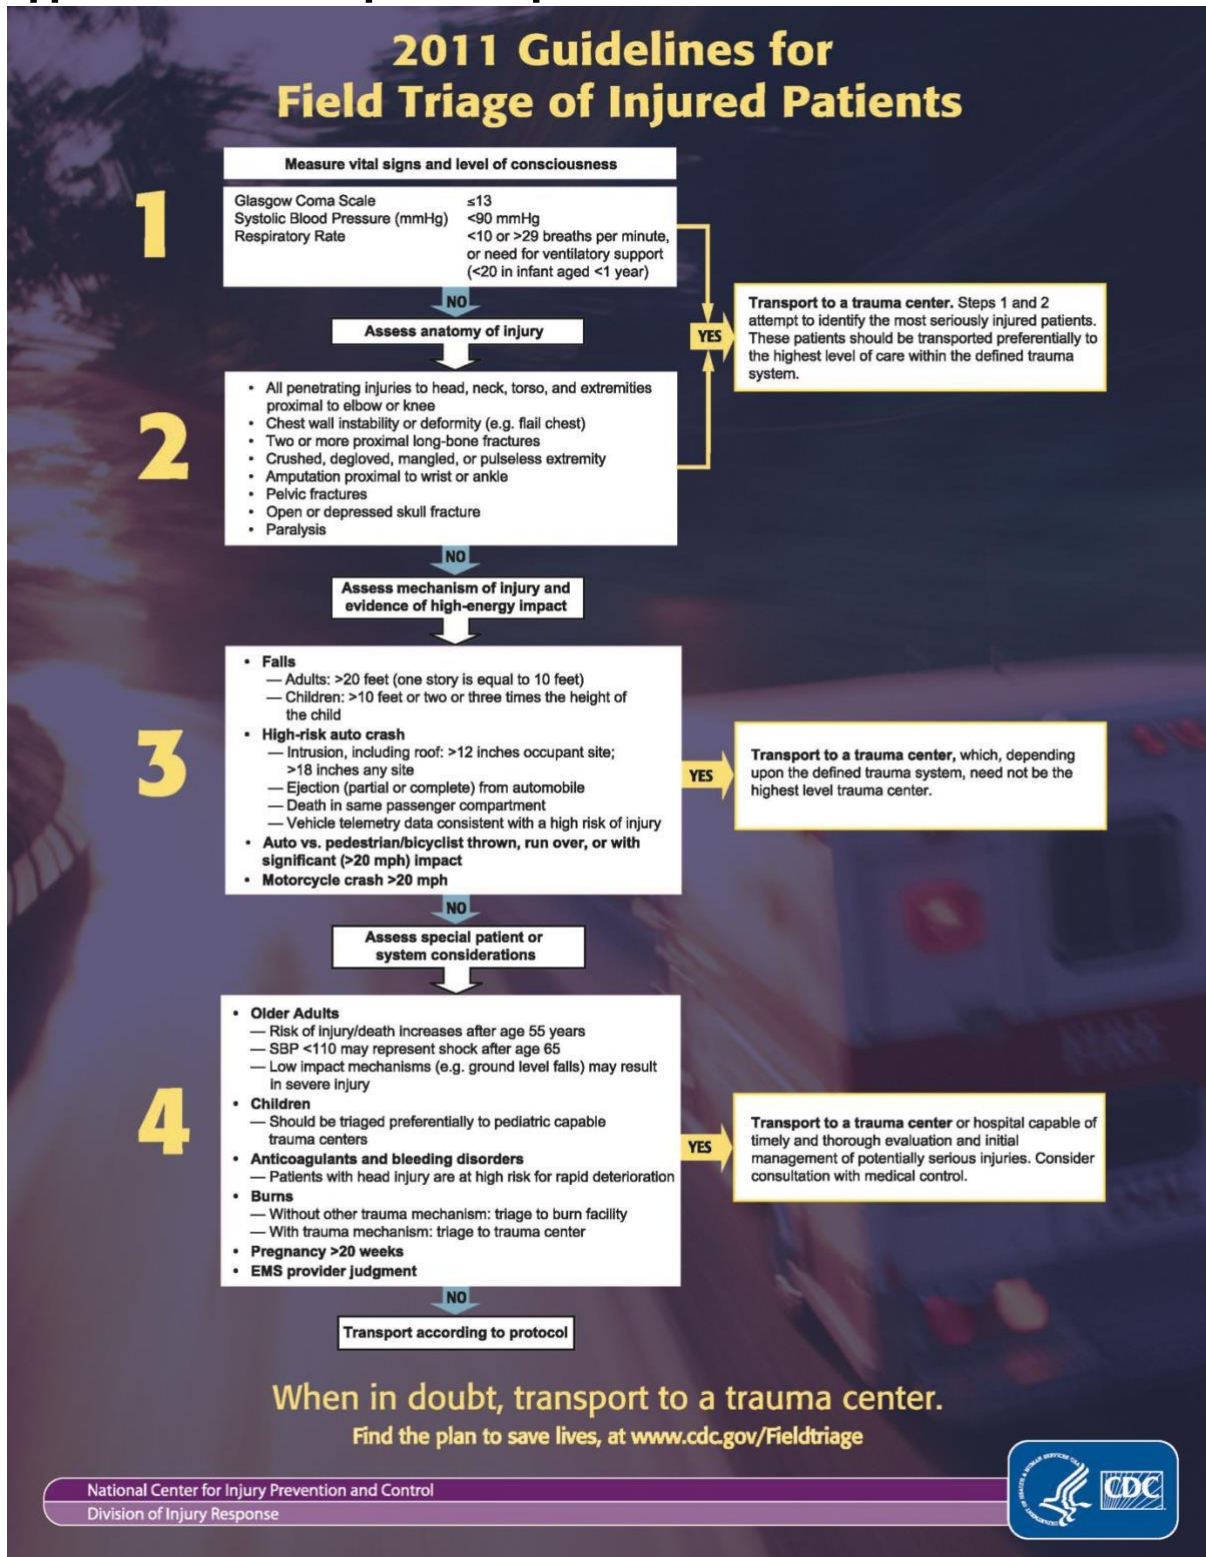 2011 Guidelines for
Field Triage of Injured Patients
1
Measure vital signs and level of consciousness
Glasgow Coma Scale ≤13
Systolic Blood Pressure (mmHg) <90 mmHg
Respiratory Rate <10 or >29 breaths per minute,
or need for ventilatory support
(<20 in infant aged <1 year)
NO
Assess anatomy of injury
YES
Transport to a trauma center. Steps 1 and 2
attempt to identify the most seriously injured patients.
These patients should be transported preferentially to
the highest level of care within the defined trauma
system.
2
• All penetrating injuries to head, neck, torso, and extremities
proximal to elbow or knee
• Chest wall instability or deformity (e.g. flail chest)
• Two or more proximal long-bone fractures
• Crushed, degloved, mangled, or pulseless extremity
• Amputation proximal to wrist or ankle
• Pelvic fractures
• Open or depressed skull fracture
• Paralysis
NO
Assess mechanism of injury and
evidence of high-energy impact
3
• Falls
— Adults: >20 feet (one story is equal to 10 feet)
— Children: >10 feet or two or three times the height of
the child
• High-risk auto crash
— Intrusion, including roof: >12 inches occupant site;
>18 inches any site
— Ejection (partial or complete) from automobile
— Death in same passenger compartment
— Vehicle telemetry data consistent with a high risk of injury
• Auto vs. pedestrian/bicyclist thrown, run over, or with
significant (>20 mph) impact
• Motorcycle crash >20 mph
YES
Transport to a trauma center, which, depending
upon the defined trauma system, need not be the
highest level trauma center.
NO
Assess special patient or
system considerations
4
• Older Adults
— Risk of injury/death increases after age 55 years
— SBP <110 may represent shock after age 65
— Low impact mechanisms (e.g. ground level falls) may result
in severe injury
• Children
— Should be triaged preferentially to pediatric capable
trauma centers
• Anticoagulants and bleeding disorders
— Patients with head injury are at high risk for rapid deterioration
• Burns
— Without other trauma mechanism: triage to burn facility
— With trauma mechanism: triage to trauma center
• Pregnancy >20 weeks
• EMS provider judgment
YES
Transport to a trauma center or hospital capable of
timely and thorough evaluation and initial
management of potentially serious injuries. Consider
consultation with medical control.
NO
Transport according to protocol
When in doubt, transport to a trauma center.
Find the plan to save lives, at www.cdc.gov/Fieldtriage
National Center for Injury Prevention and Control
Division of Injury Response
CDC